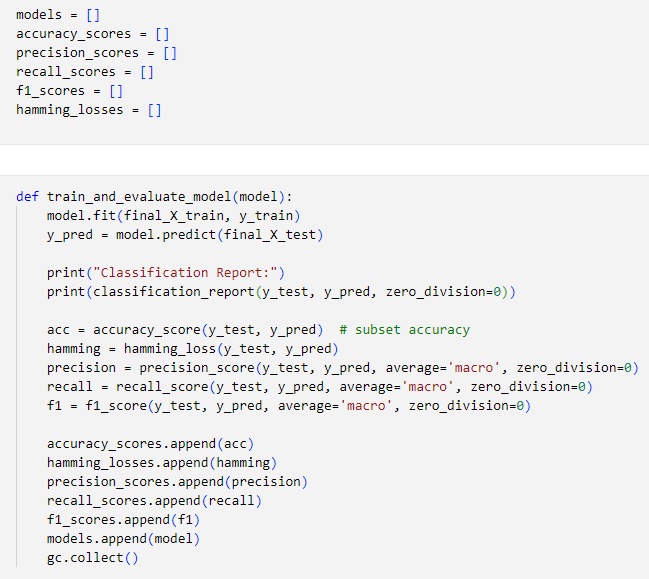 models = []
accuracy_scores = []
precision_scores = []
recall_scores = []
f1_scores = []
hamming_losses = []
def train_and_evaluate_model(model):
    model.fit(final_X_train, y_train)
    y_pred = model.predict(final_X_test)
    print("Classification Report:")
    print(classification_report(y_test, y_pred, zero_division=0))
    acc = accuracy_score(y_test, y_pred)  # subset accuracy
    hamming = hamming_loss(y_test, y_pred)
    precision = precision_score(y_test, y_pred, average='macro', zero_division=0)
    recall = recall_score(y_test, y_pred, average='macro', zero_division=0)
    f1 = f1_score(y_test, y_pred, average='macro', zero_division=0)
    accuracy_scores.append(acc)
    hamming_losses.append(hamming)
    precision_scores.append(precision)
    recall_scores.append(recall)
    f1_scores.append(f1)
    models.append(model)
    gc.collect()